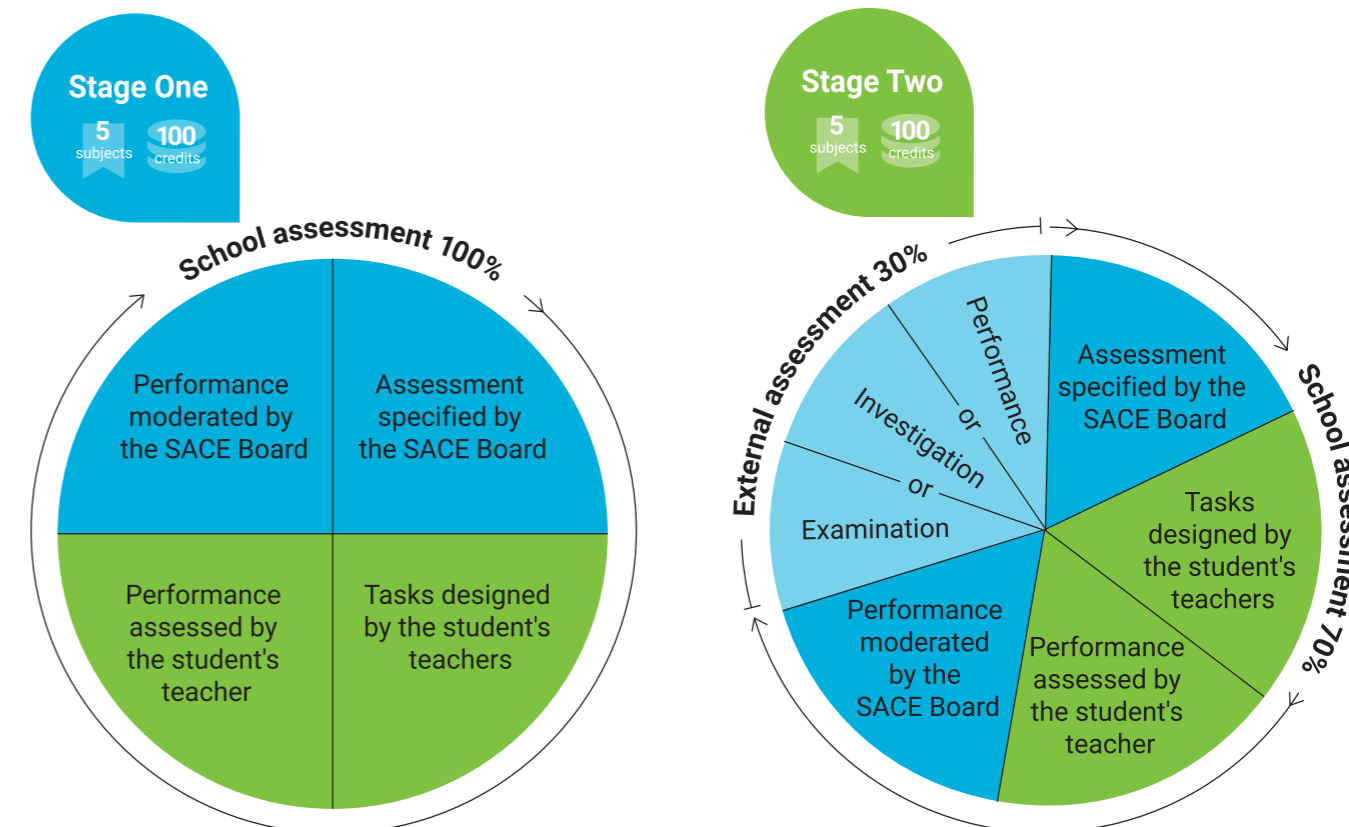 Stage One
5
subjects
100
credits
School assessment 100%
Performance
moderated by
the SACE Board
Assessment
specified by
the SACE Board
Performance
assessed by
the student's
teacher
Tasks designed
by the student's
teachers
Stage Two
5
subjects
100
credits
External assessment 30%
School assessment 70%
Performance
or
Investigation
or
Examination
Assessment
specified by the
SACE Board
Tasks
designed by
the student's
teachers
Performance
assessed by
the student's
teacher
Performance
moderated
by the
SACE Board